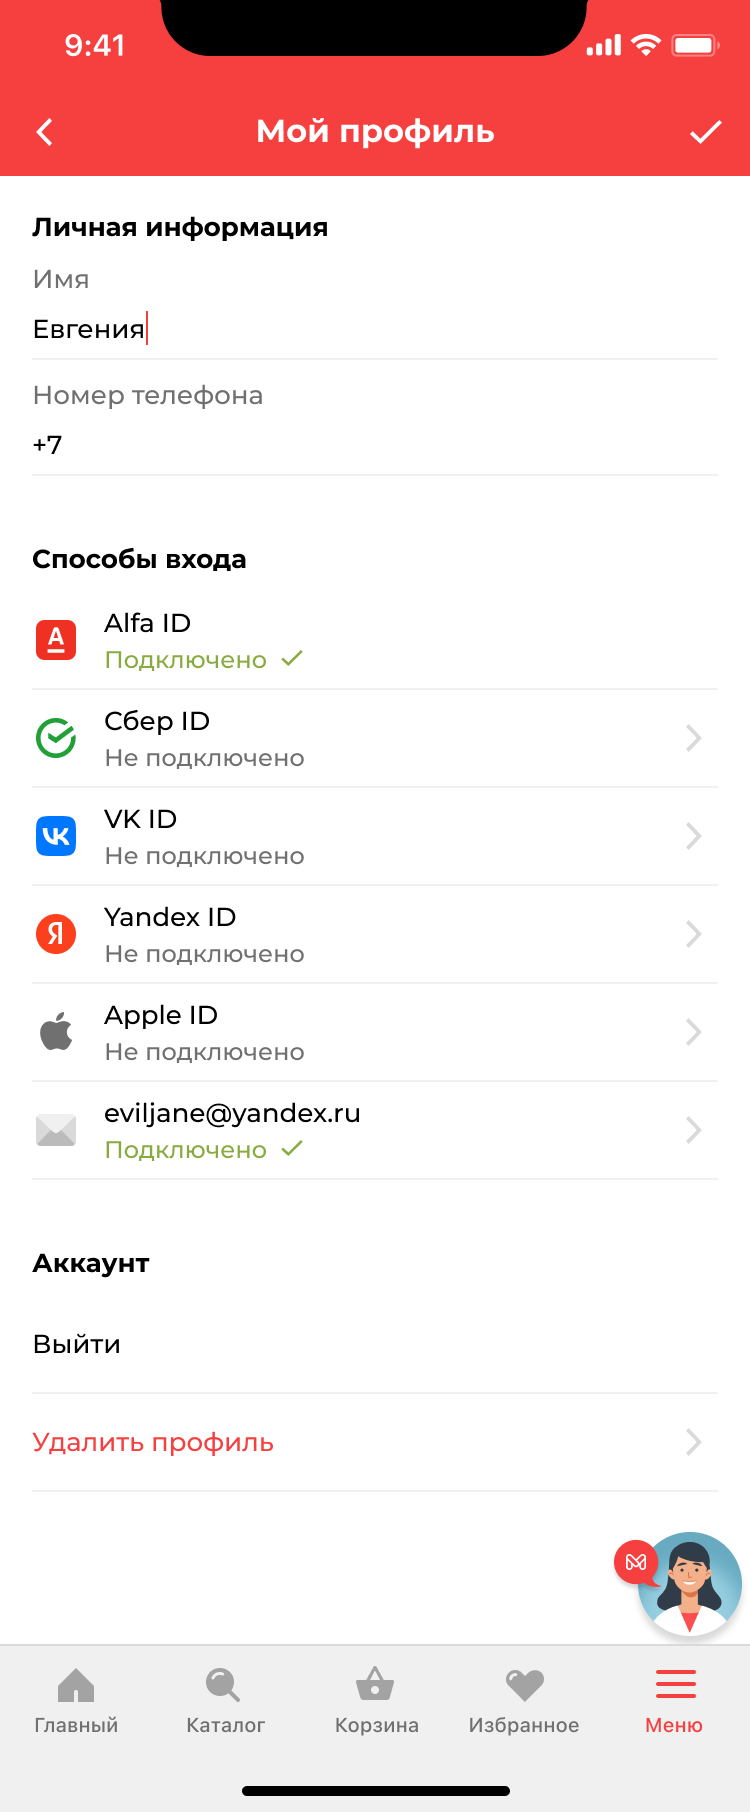 9:41
Мой профиль
Личная информация
Имя
Евгения
Номер телефона
+7
Способы входа
Alfa ID
Подключено
Сбер ID
Не подключено
VK ID
Не подключено
Yandex ID
Не подключено
Apple ID
Не подключено
eviljane@yandex.ru
Подключено
Аккаунт
Выйти
Удалить профиль
Главный
Каталог
Корзина
Избранное
Меню